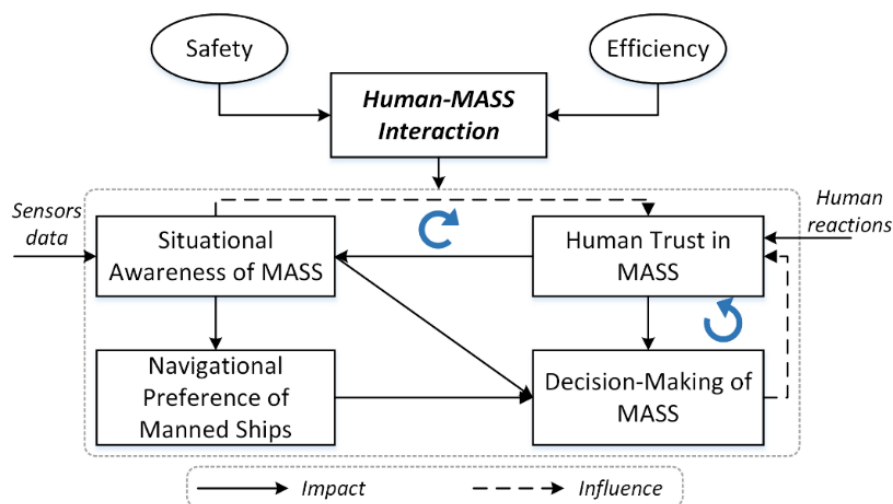 Safety
Efficiency
Human-MASS
Interaction
Sensors
data
Human
reactions
Situational
Awareness of MASS
Human Trust in
MASS
Navigational
Preference of
Manned Ships
Decision-Making of
MASS
Impact
Influence